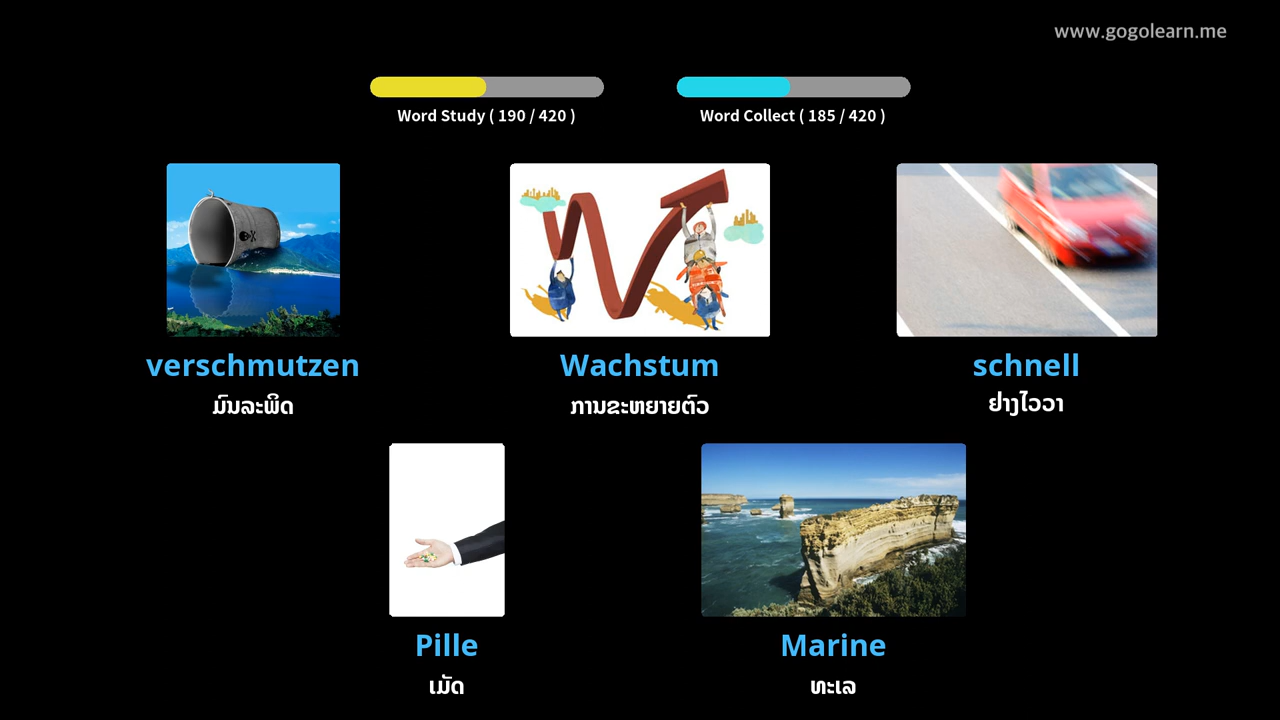 www.gogolearn.me
Word Study ( 190 / 420 )
Word Collect ( 185 / 420 )
verschmutzen
ມົນລະພິດ
Wachstum
ການຂະຫຍາຍຕົວ
schnell
ຢ່າງໄວວາ
Pille
ເມັດ
Marine
ທະເລ